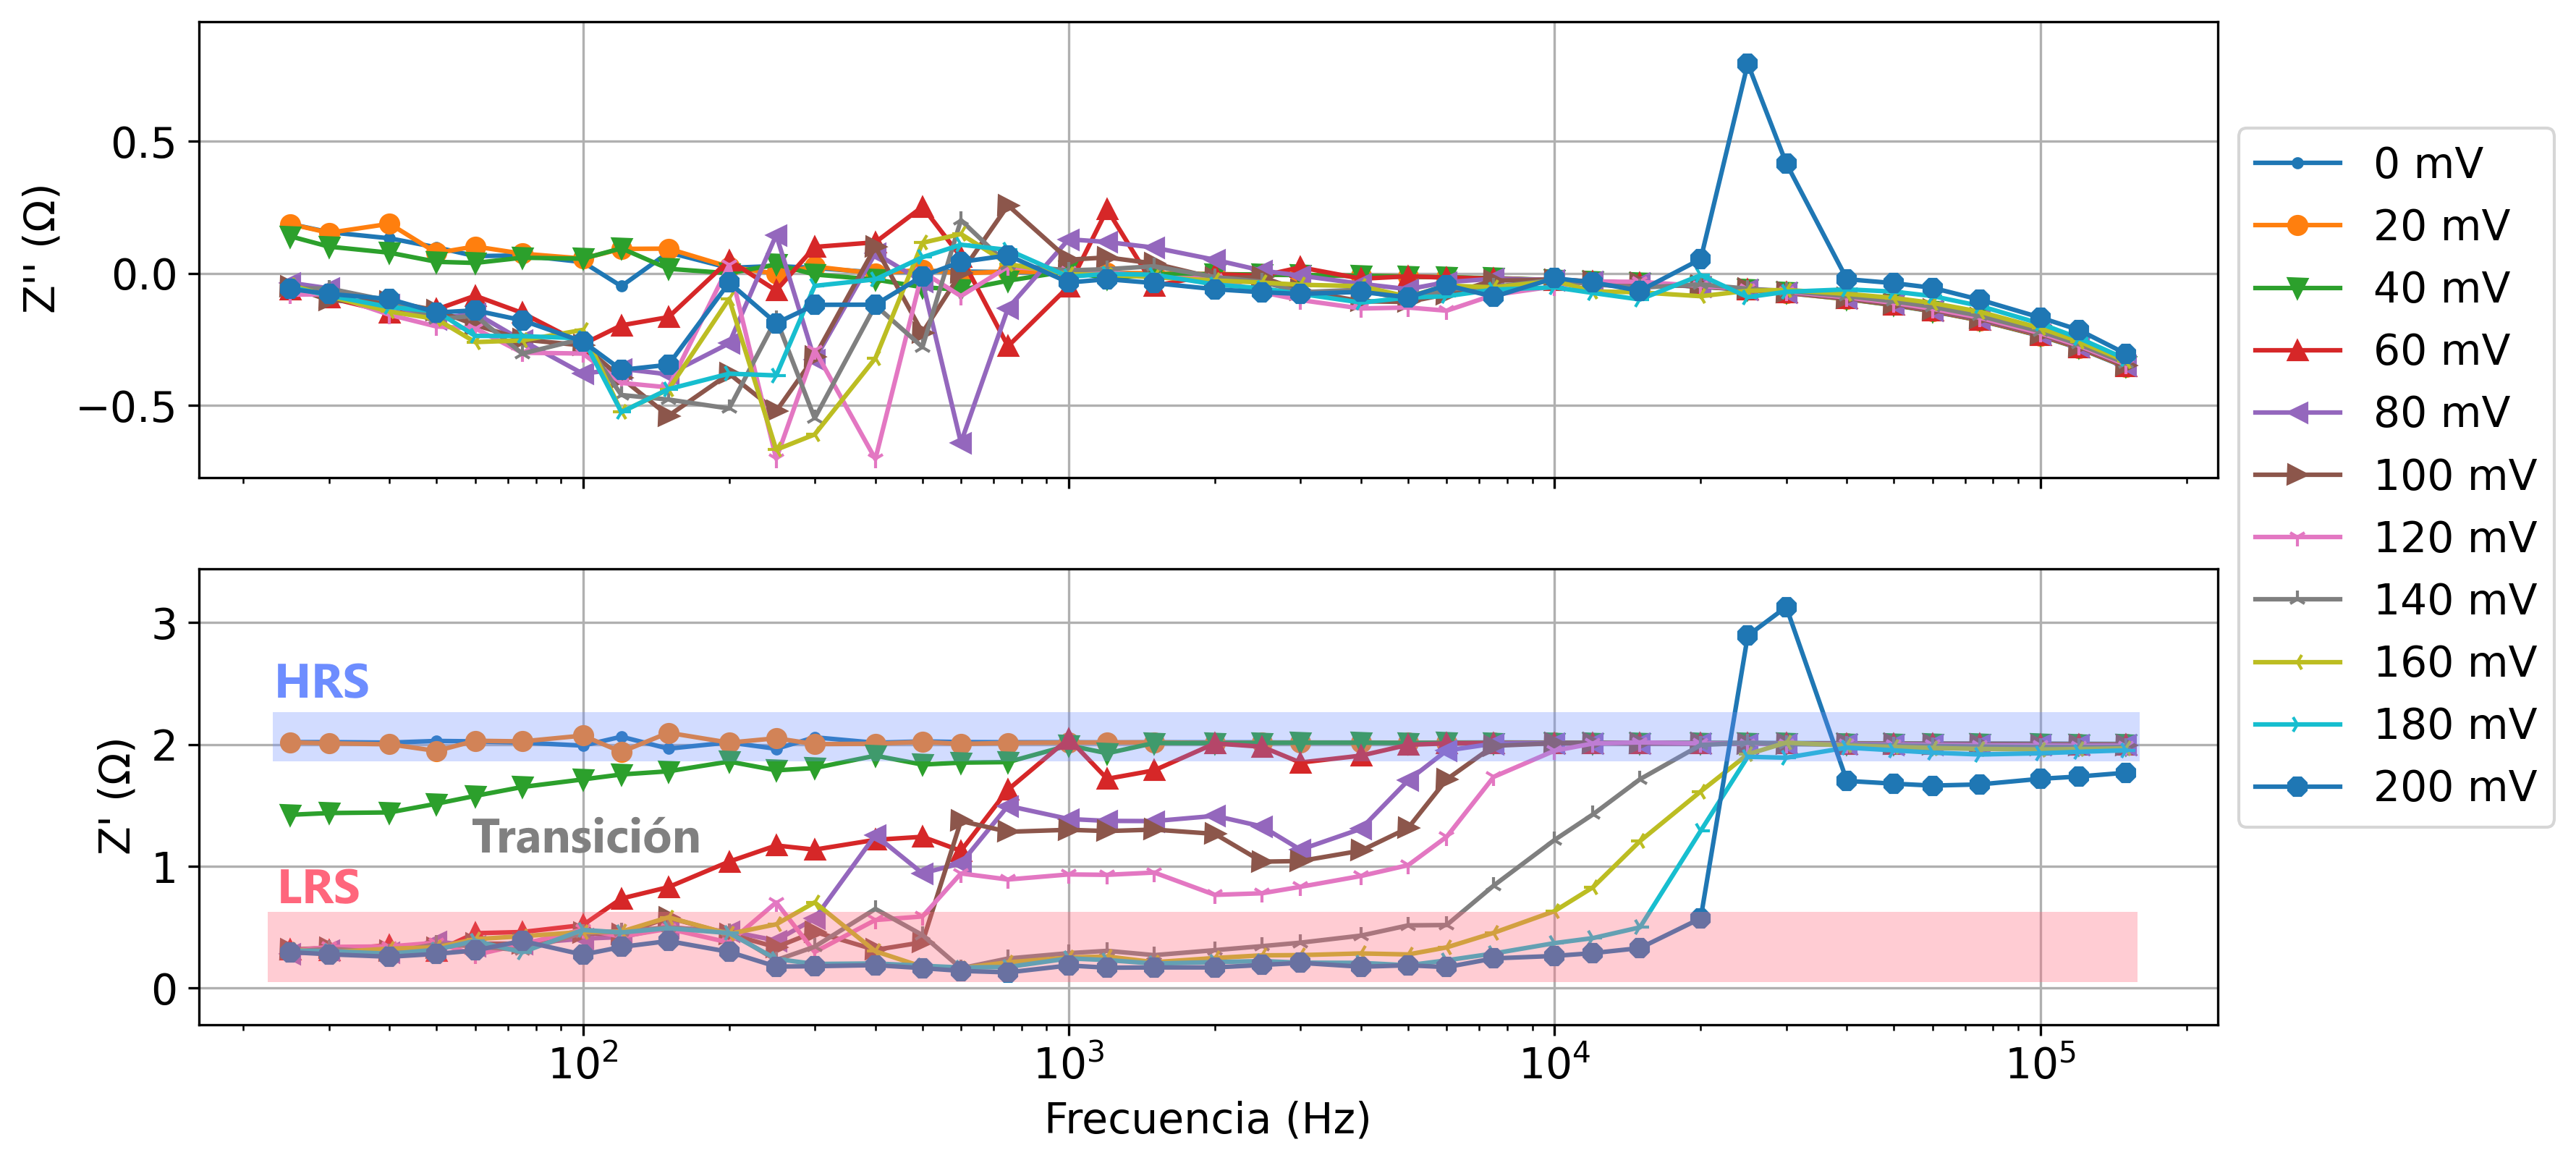 Z'' (Ω)
0.5
0.0
−0.5
Z' (Ω)
3
2
1
0
HRS
Transición
LRS
10²
10³
10⁴
10⁵
Frecuencia (Hz)
0 mV
20 mV
40 mV
60 mV
80 mV
100 mV
120 mV
140 mV
160 mV
180 mV
200 mV